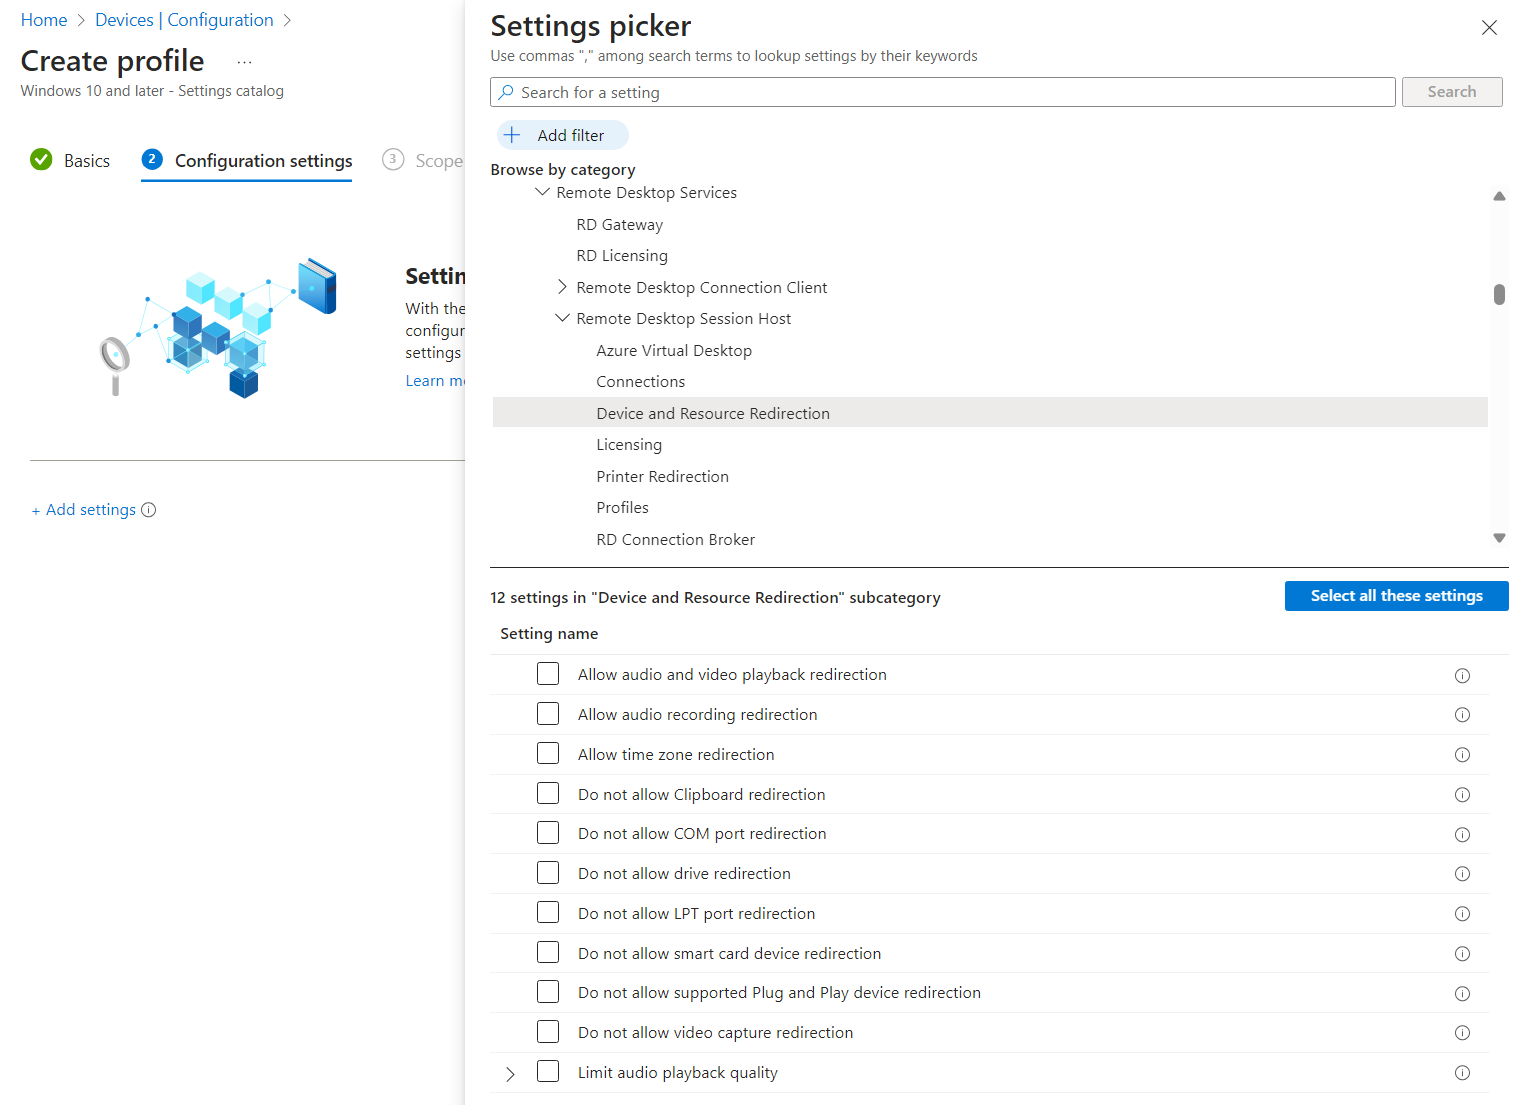 Home > Devices | Configuration >
Create profile ...
Windows 10 and later - Settings catalog
Basics
2 Configuration settings
3 Scope
Settin
With the
configur
settings
Learn m
+ Add settings
Settings picker
Use commas "," among search terms to lookup settings by their keywords
Search for a setting
Search
+ Add filter
Browse by category
Remote Desktop Services
RD Gateway
RD Licensing
Remote Desktop Connection Client
Remote Desktop Session Host
Azure Virtual Desktop
Connections
Device and Resource Redirection
Licensing
Printer Redirection
Profiles
RD Connection Broker
12 settings in "Device and Resource Redirection" subcategory
Select all these settings
Setting name
Allow audio and video playback redirection
Allow audio recording redirection
Allow time zone redirection
Do not allow Clipboard redirection
Do not allow COM port redirection
Do not allow drive redirection
Do not allow LPT port redirection
Do not allow smart card device redirection
Do not allow supported Plug and Play device redirection
Do not allow video capture redirection
Limit audio playback quality